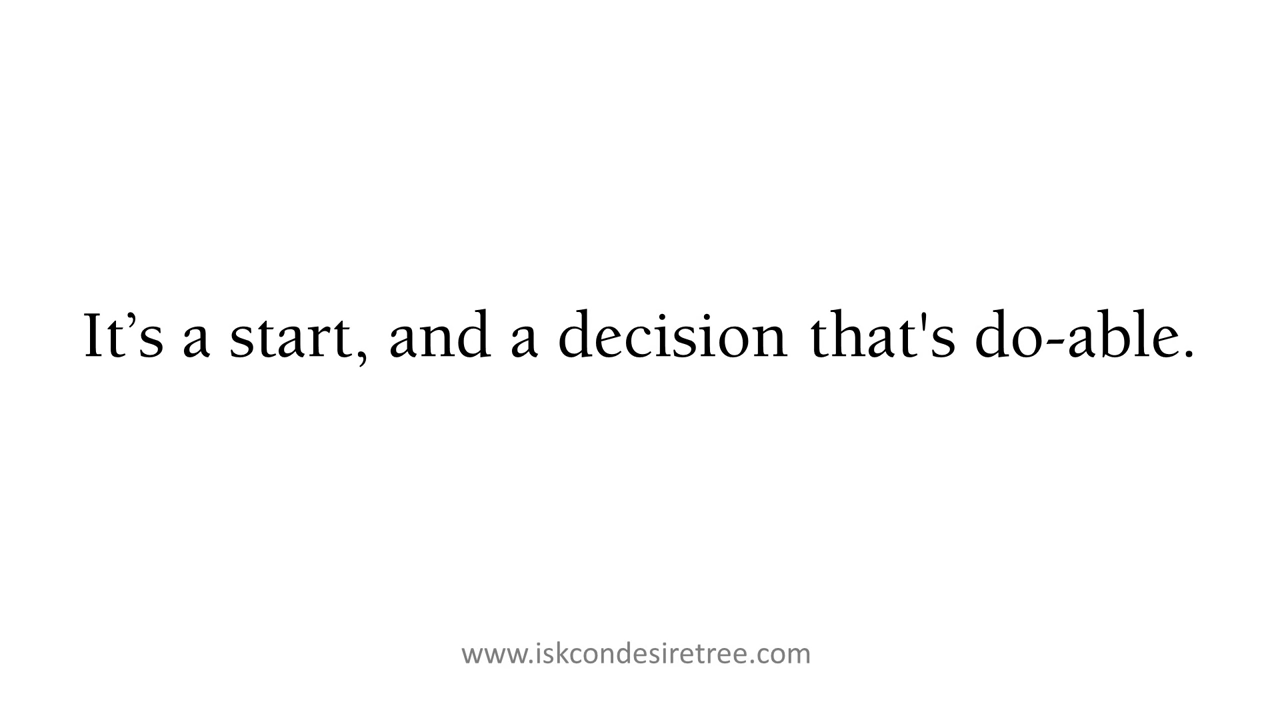 It’s a start, and a decision that's do-able.
www.iskcondesiretree.com